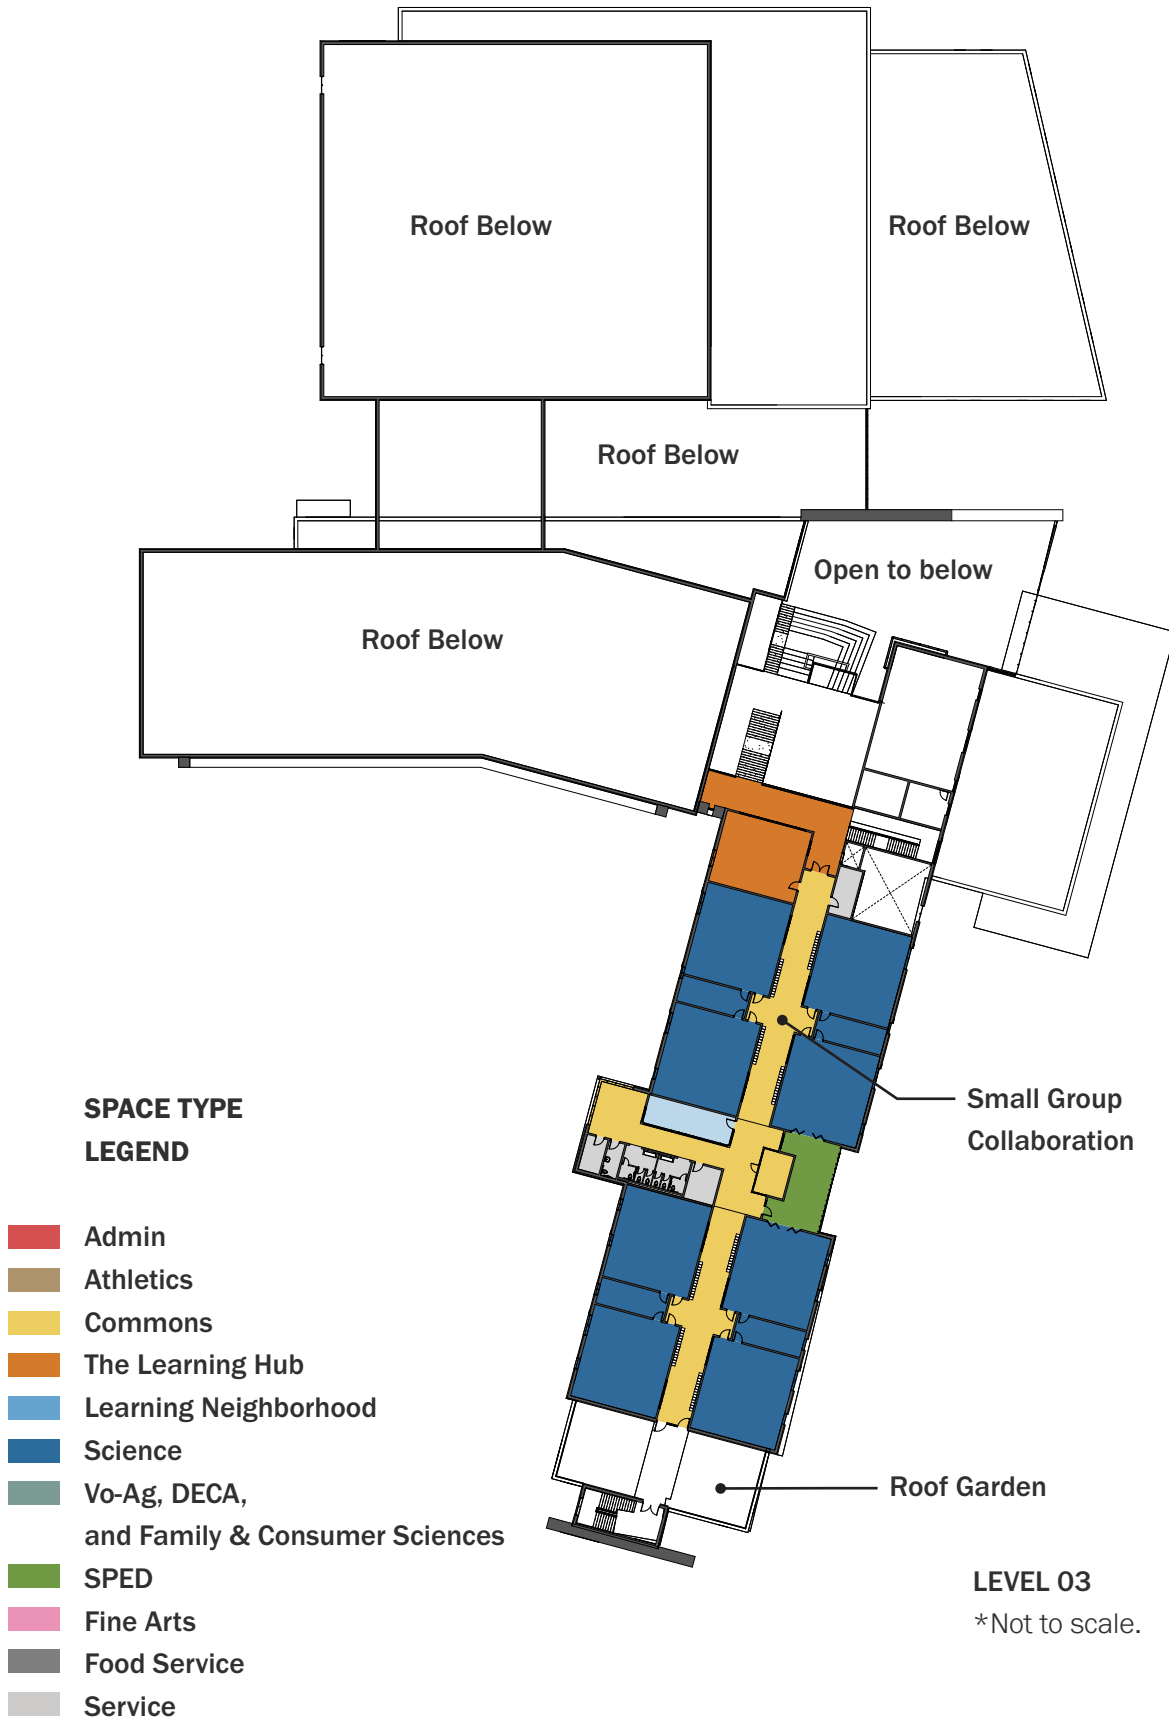 Roof Below
Roof Below
Roof Below
Open to below
Roof Below
Small Group
Collaboration
SPACE TYPE
LEGEND
Admin
Athletics
Commons
The Learning Hub
Learning Neighborhood
Science
Vo-Ag, DECA,
and Family & Consumer Sciences
SPED
Fine Arts
Food Service
Service
Roof Garden
LEVEL 03
*Not to scale.